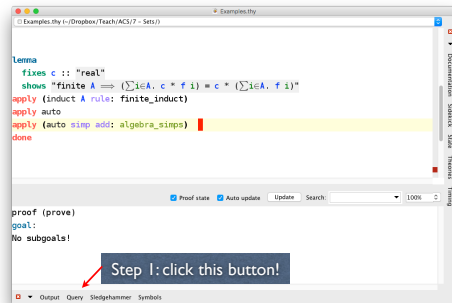 Examples.thy
Examples.thy (~/Dropbox/Teach/ACS/7 - Sets/)
lemma
fixes c :: "real"
shows "finite A ⟹ (∑i∈A. c * f i) = c * (∑i∈A. f i)"
apply (induct A rule: finite_induct)
apply auto
apply (auto simp add: algebra_simps)
done
Documentation
Sidekick
State
Theories
Timing
Proof state
Auto update
Update
Search:
100%
proof (prove)
goal:
No subgoals!
Step 1: click this button!
Output
Query
Sledgehammer
Symbols